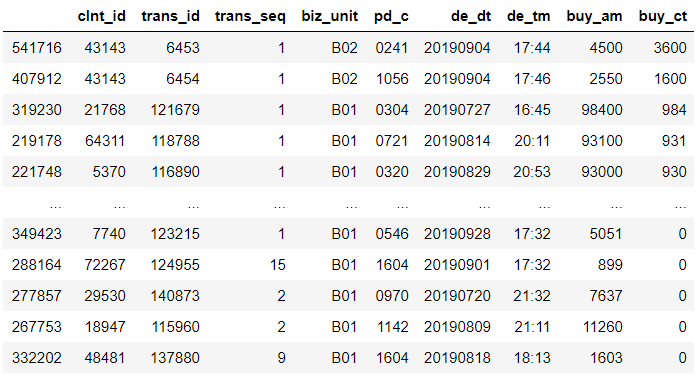 clnt_id trans_id trans_seq biz_unit pd_c de_dt de_tm buy_am buy_ct
541716 43143 6453 1 B02 0241 20190904 17:44 4500 3600
407912 43143 6454 1 B02 1056 20190904 17:46 2550 1600
319230 21768 121679 1 B01 0304 20190727 16:45 98400 984
219178 64311 118788 1 B01 0721 20190814 20:11 93100 931
221748 5370 116890 1 B01 0320 20190829 20:53 93000 930
... ... ... ... ... ... ... ... ... ...
349423 7740 123215 1 B01 0546 20190928 17:32 5051 0
288164 72267 124955 15 B01 1604 20190901 17:32 899 0
277857 29530 140873 2 B01 0970 20190720 21:32 7637 0
267753 18947 115960 2 B01 1142 20190809 21:11 11260 0
332202 48481 137880 9 B01 1604 20190818 18:13 1603 0